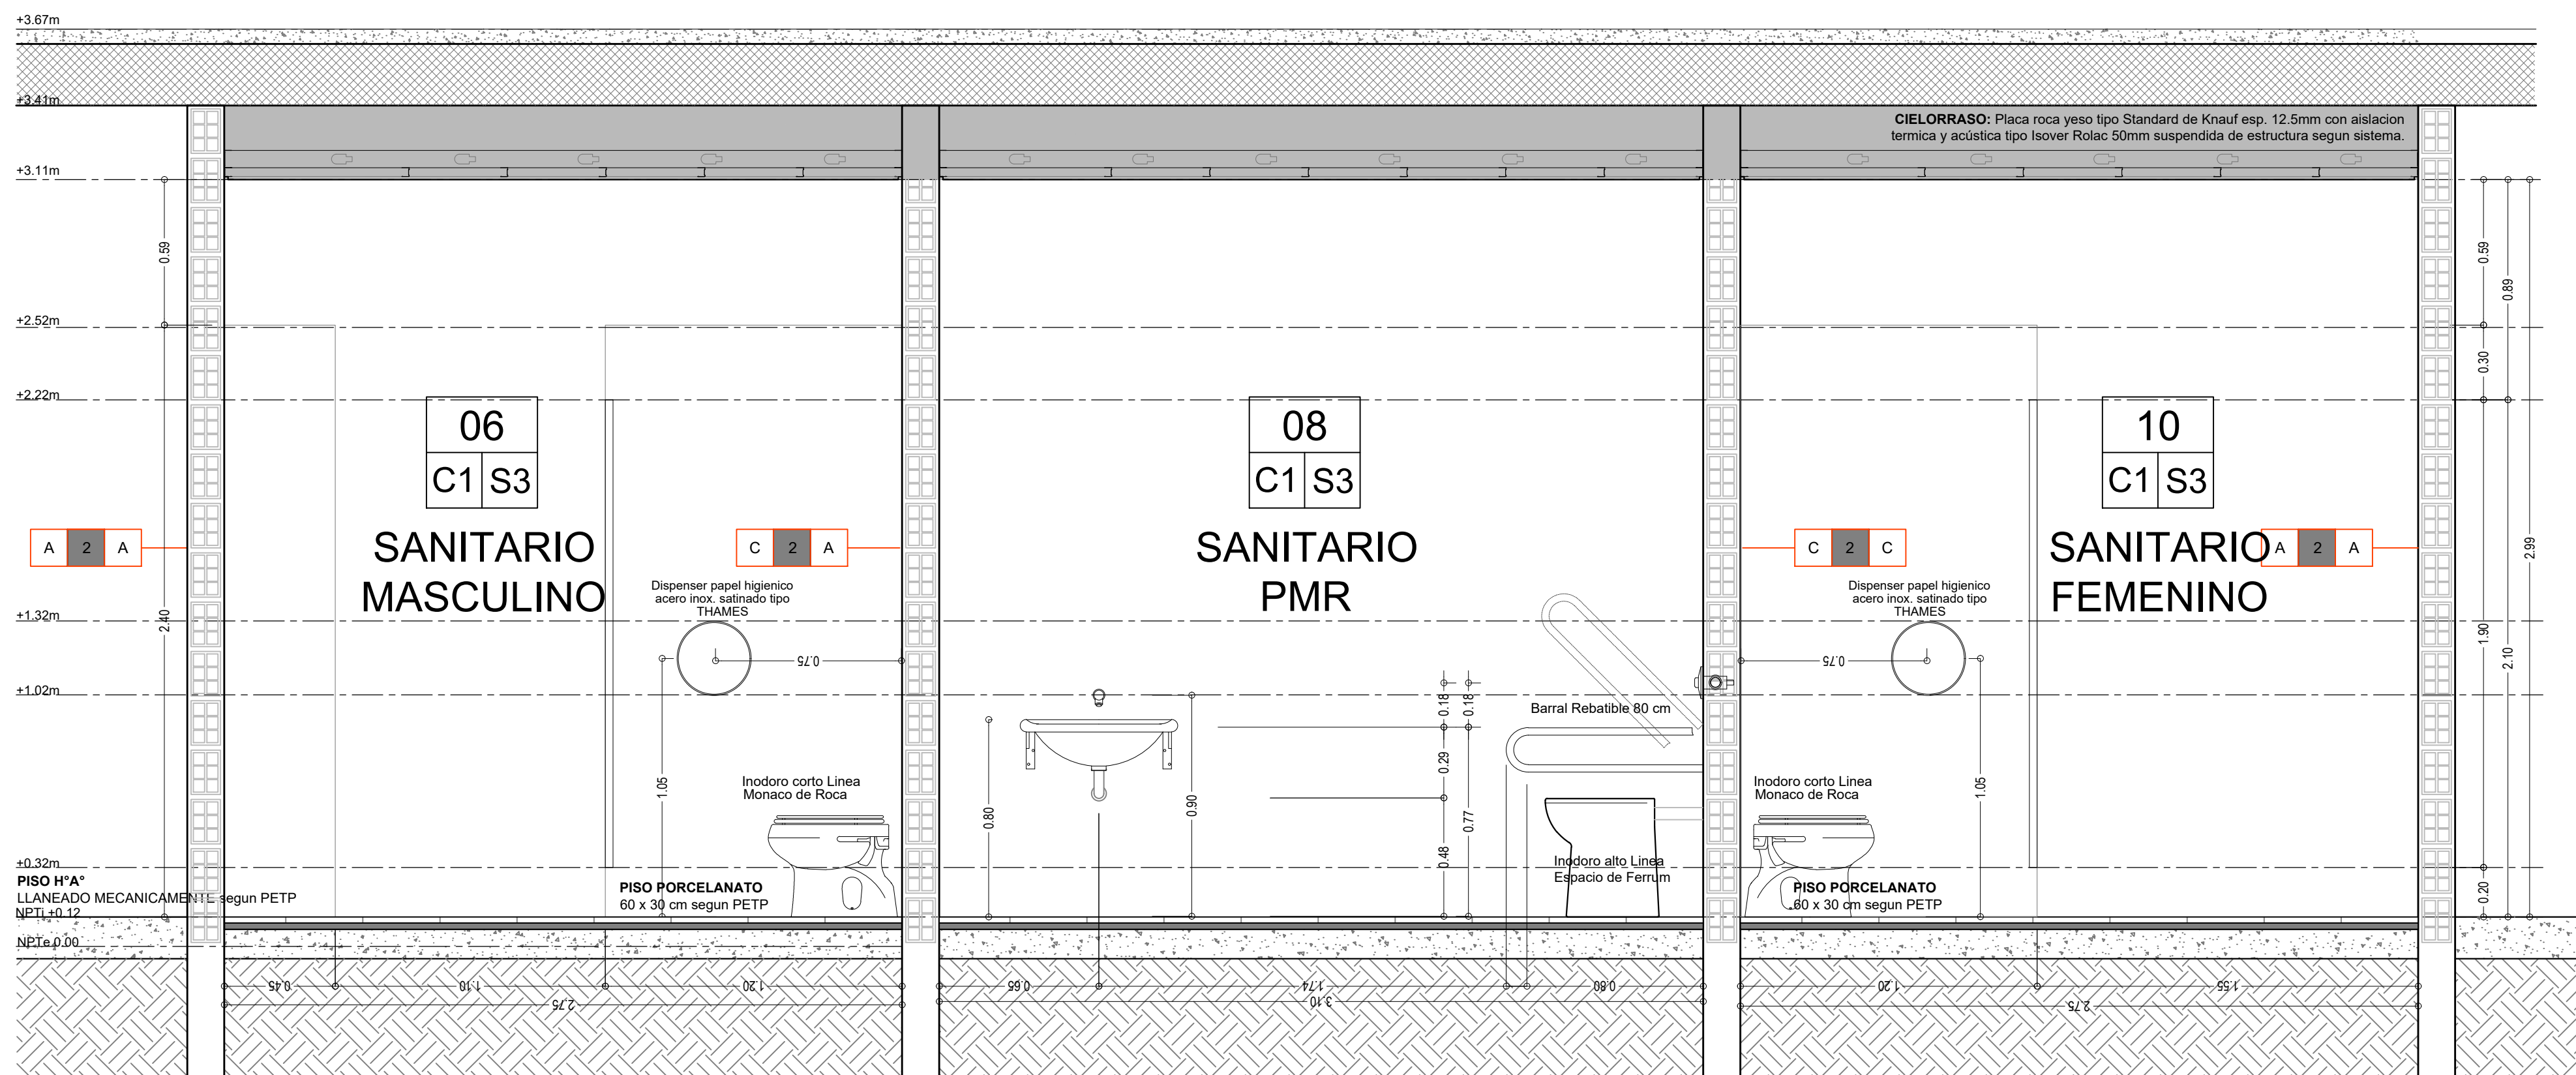 +3.67m
+3.41m
CIELORRASO: Placa roca yeso tipo Standard de Knauf esp. 12.5mm con aislacion
termica y acústica tipo Isover Rolac 50mm suspendida de estructura segun sistema.
+3.11m
0.59
0.59
0.89
+2.52m
0.30
+2.22m
06
C1 S3
SANITARIO
MASCULINO
08
C1 S3
SANITARIO
PMR
10
C1 S3
SANITARIO
FEMENINO
A 2 A
C 2 A
C 2 C
A 2 A
2.99
Dispenser papel higienico
acero inox. satinado tipo
THAMES
Dispenser papel higienico
acero inox. satinado tipo
THAMES
+1.32m
2.40
1.90
2.10
0.75
0.75
+1.02m
0.18
0.18
Barral Rebatible 80 cm
0.29
1.05
Inodoro corto Linea
Monaco de Roca
0.80
0.90
0.77
0.48
Inodoro corto Linea
Monaco de Roca
1.05
+0.32m
Inodoro alto Linea
Espacio de Ferrum
PISO H°A°
LLANEADO MECANICAMENTE segun PETP
NPTi +0.12
PISO PORCELANATO
60 x 30 cm segun PETP
PISO PORCELANATO
60 x 30 cm segun PETP
0.20
NPTe 0.00
0.45
1.10
1.20
2.75
0.65
1.74
0.80
3.10
1.20
1.55
2.75